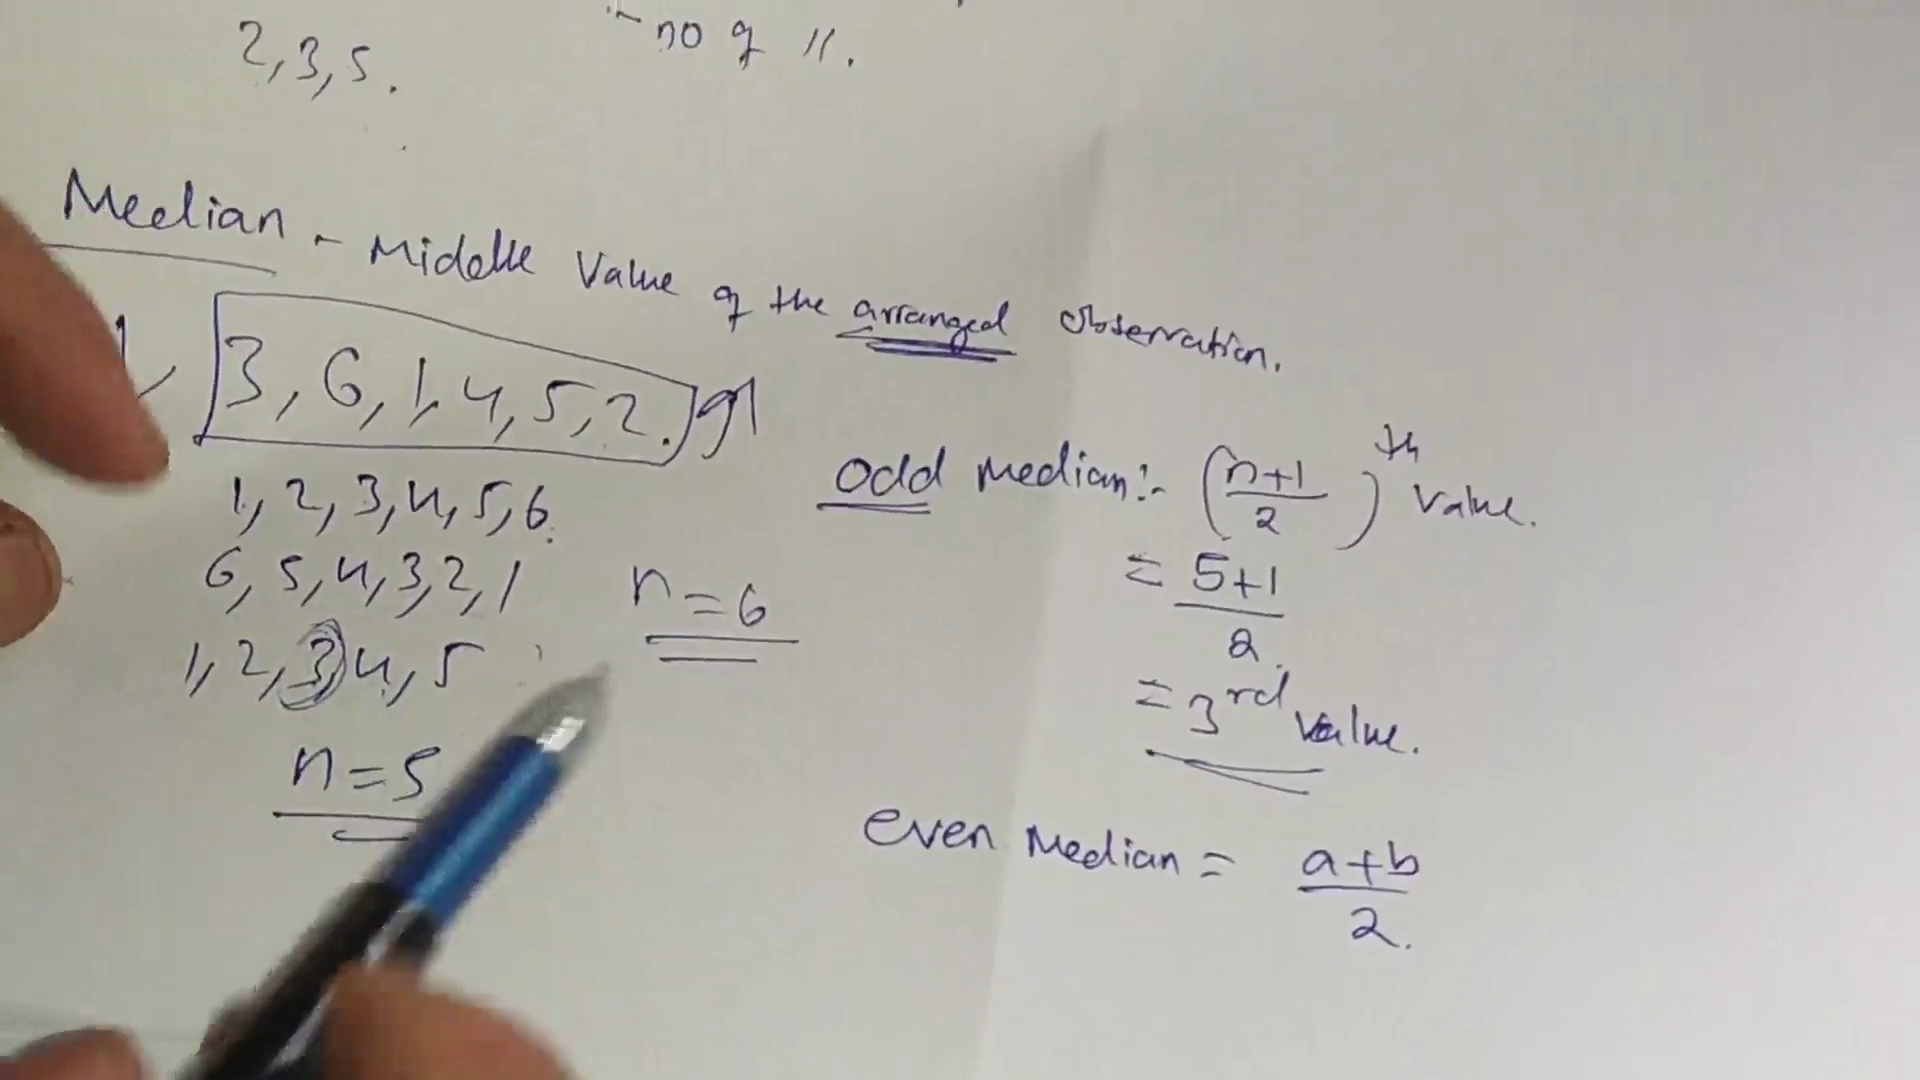 2,3,5.
no of 11.
Median - Middle Value of the arranged observation.
3,6,1,4,5,2.
1,2,3,4,5,6.
6,5,4,3,2,1
n=6
1,2,3,4,5
n=5
odd Median:- (n+1/2)th value.
= 5+1/2.
= 3rd value.
even Median = a+b/2.